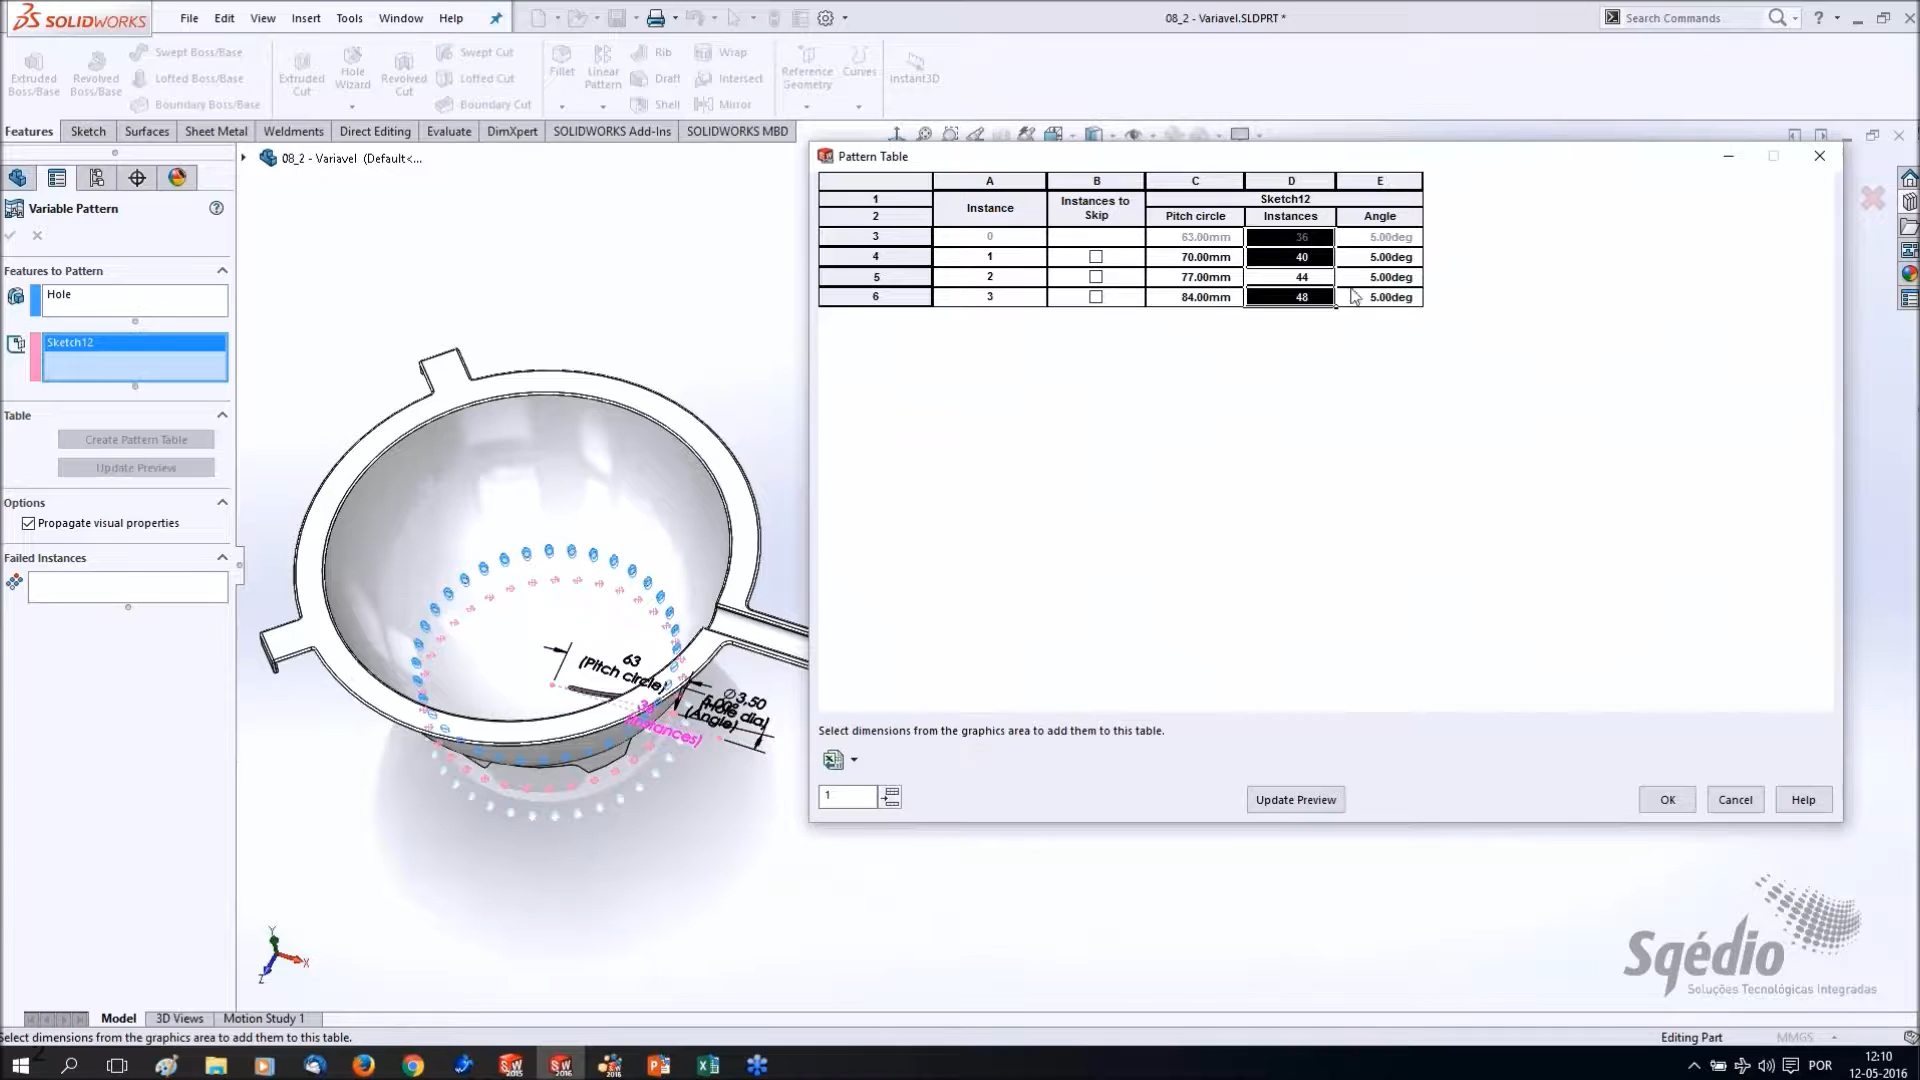 SOLIDWORKS
File Edit View Insert Tools Window Help
08_2 - Variavel.SLDPRT *
Search Commands
Extruded Boss/Base
Revolved Boss/Base
Swept Boss/Base
Lofted Boss/Base
Boundary Boss/Base
Extruded Cut
Hole Wizard
Revolved Cut
Swept Cut
Lofted Cut
Boundary Cut
Fillet
Linear Pattern
Rib
Draft
Shell
Wrap
Intersect
Mirror
Reference Geometry
Curves
Instant3D
Features Sketch Surfaces Sheet Metal Weldments Direct Editing Evaluate DimXpert SOLIDWORKS Add-Ins SOLIDWORKS MBD
08_2 - Variavel (Default<...
Variable Pattern
Features to Pattern
Hole
Sketch12
Table
Create Pattern Table
Update Preview
Options
Propagate visual properties
Failed Instances
63
(Pitch circle)
36
(Instances)
Ø3,50
(Hole dia)
(Angle)
Pattern Table
A B C D E
1 Instance Instances to Skip Sketch12
2 Pitch circle Instances Angle
3 0 63.00mm 36 5.00deg
4 1 70.00mm 40 5.00deg
5 2 77.00mm 44 5.00deg
6 3 84.00mm 48 5.00deg
Select dimensions from the graphics area to add them to this table.
1
Update Preview
OK Cancel Help
Y
X
Z
Sqédio
Soluções Tecnológicas Integradas
Model 3D Views Motion Study 1
Select dimensions from the graphics area to add them to this table.
Editing Part
MMGS
POR
12:10
12-05-2016